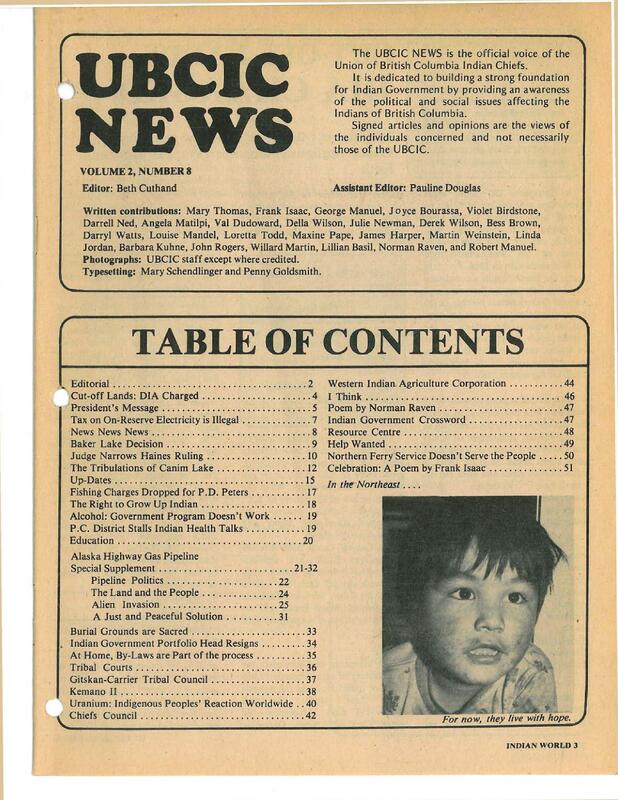 UBCIC
NEWS
VOLUME 2, NUMBER 8
The UBCIC NEWS is the official voice of the
Union of British Columbia Indian Chiefs.
It is dedicated to building a strong foundation
for Indian Government by providing an awareness
of the political and social issues affecting the
Indians of British Columbia.
Signed articles and opinions are the views of
the individuals concerned and not necessarily
those of the UBCIC.
Editor: Beth Cuthand
Assistant Editor: Pauline Douglas
Written contributions: Mary Thomas, Frank Isaac, George Manuel, Joyce Bourassa, Violet Birdstone,
Darrell Ned, Angela Matilpi, Val Dudoward, Della Wilson, Julie Newman, Derek Wilson, Bess Brown,
Darryl Watts, Louise Mandel, Loretta Todd, Maxine Pape, James Harper, Martin Weinstein, Linda
Jordan, Barbara Kuhne, John Rogers, Willard Martin, Lillian Basil, Norman Raven, and Robert Manuel.
Photographs: UBCIC staff except where credited.
Typesetting: Mary Schendlinger and Penny Goldsmith.
TABLE OF CONTENTS
Editorial . . . . . 2
Cut-off Lands: DIA Charged . . . . . 4
President's Message . . . . . 5
Tax on On-Reserve Electricity is Illegal . . . . . 7
News News News . . . . . 8
Baker Lake Decision . . . . . 9
Judge Narrows Haines Ruling . . . . . 10
The Tribulations of Canim Lake . . . . . 12
Up-Dates . . . . . 15
Fishing Charges Dropped for P.D. Peters . . . . . 17
The Right to Grow Up Indian . . . . . 18
Alcohol: Government Program Doesn't Work . . . . . 19
P.C. District Stalls Indian Health Talks . . . . . 19
Education . . . . . 20
Alaska Highway Gas Pipeline
Special Supplement . . . . . 21-32
Pipeline Politics . . . . . 22
The Land and the People . . . . . 24
Alien Invasion . . . . . 25
A Just and Peaceful Solution . . . . . 31
Burial Grounds are Sacred . . . . . 33
Indian Government Portfolio Head Resigns . . . . . 34
At Home, By-Laws are Part of the process . . . . . 35
Tribal Courts . . . . . 36
Gitskan-Carrier Tribal Council . . . . . 37
Kemano II . . . . . 38
Uranium: Indigenous Peoples' Reaction Worldwide . . 40
Chiefs Council . . . . . 42
Western Indian Agriculture Corporation . . . . . 44
I Think . . . . . 46
Poem by Norman Raven . . . . . 47
Indian Government Crossword . . . . . 47
Resource Centre . . . . . 48
Help Wanted . . . . . 49
Northern Ferry Service Doesn't Serve the People . . . . . 50
Celebration: A Poem by Frank Isaac . . . . . 51
In the Northeast . . . .
For now, they live with hope.
INDIAN WORLD 3